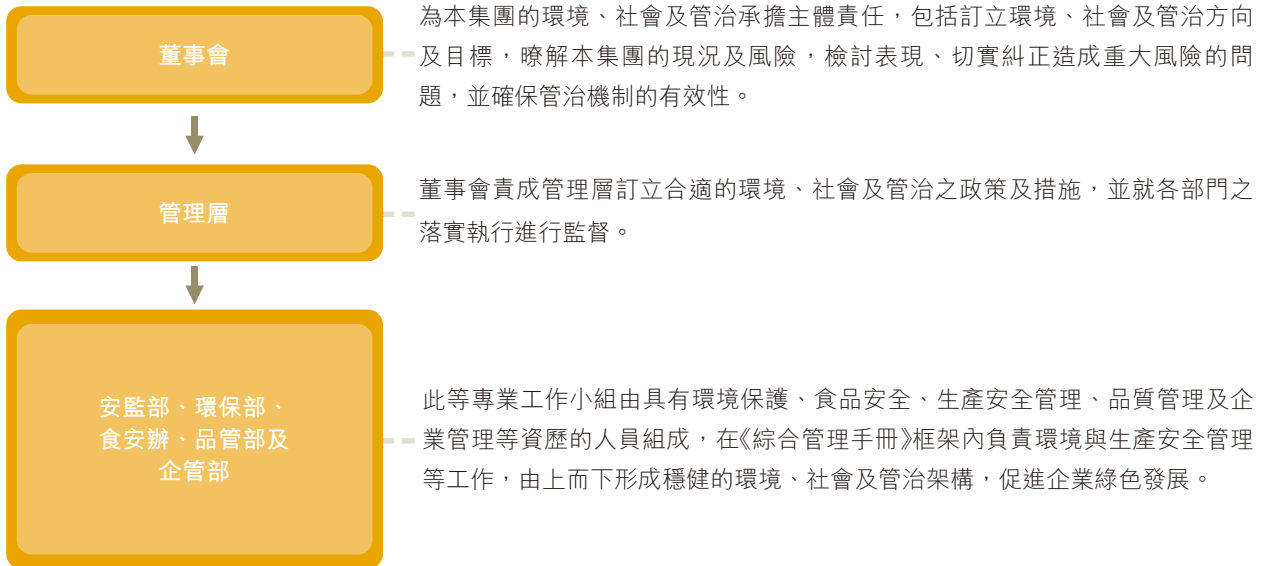 董事會
為本集團的環境、社會及管治承擔主體責任，包括訂立環境、社會及管治方向
及目標，瞭解本集團的現況及風險，檢討表現、切實糾正造成重大風險的問
題，並確保管治機制的有效性。
管理層
董事會責成管理層訂立合適的環境、社會及管治之政策及措施，並就各部門之
落實執行進行監督。
安監部、環保部、
食安辦、品管部及
企管部
此等專業工作小組由具有環境保護、食品安全、生產安全管理、品質管理及企
業管理等資歷的人員組成，在《綜合管理手冊》框架內負責環境與生產安全管理
等工作，由上而下形成穩健的環境、社會及管治架構，促進企業綠色發展。